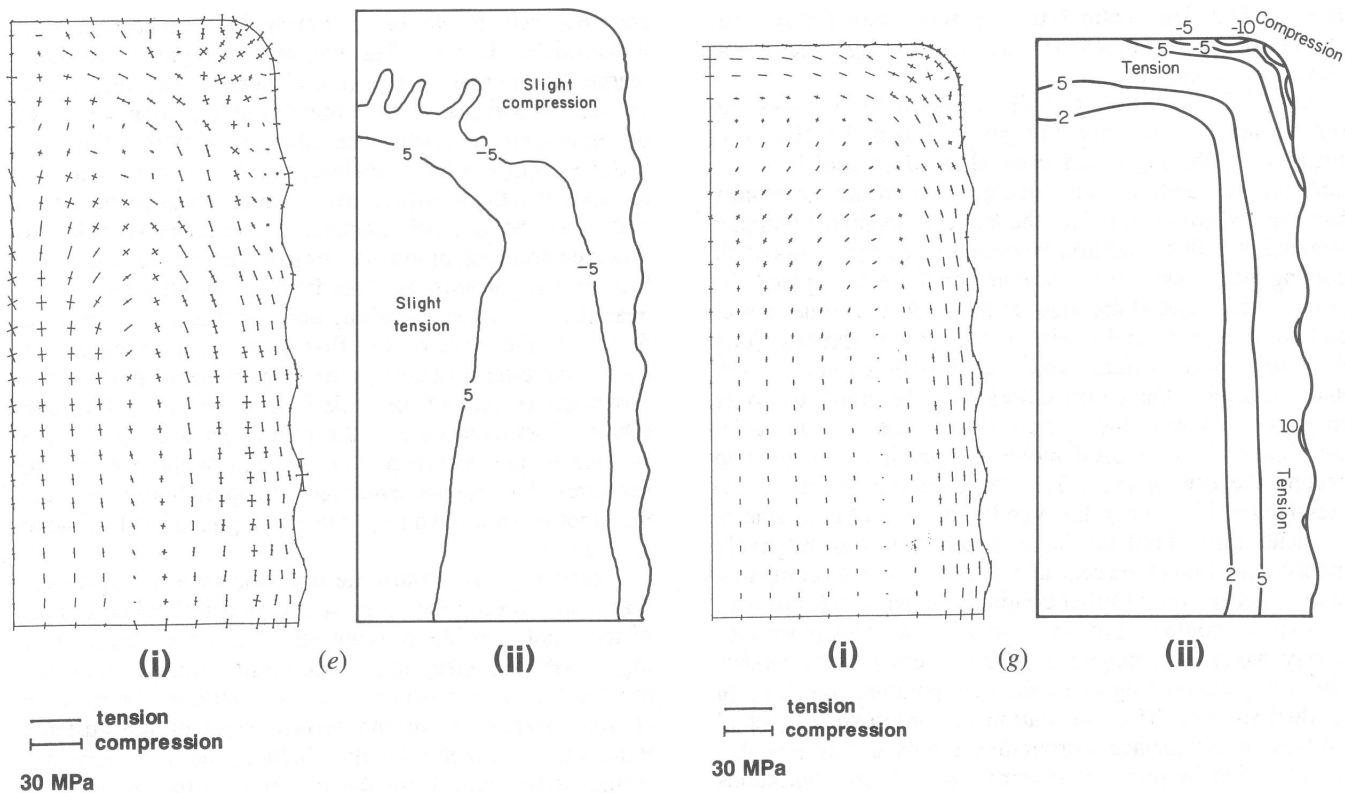 Slight
compression
5
-5
-5
Slight
tension
5
(i)
(e)
(ii)
tension
compression
30 MPa
-5
-10
Compression
5
-5
Tension
5
2
10
Tension
2
5
(i)
(g)
(ii)
tension
compression
30 MPa